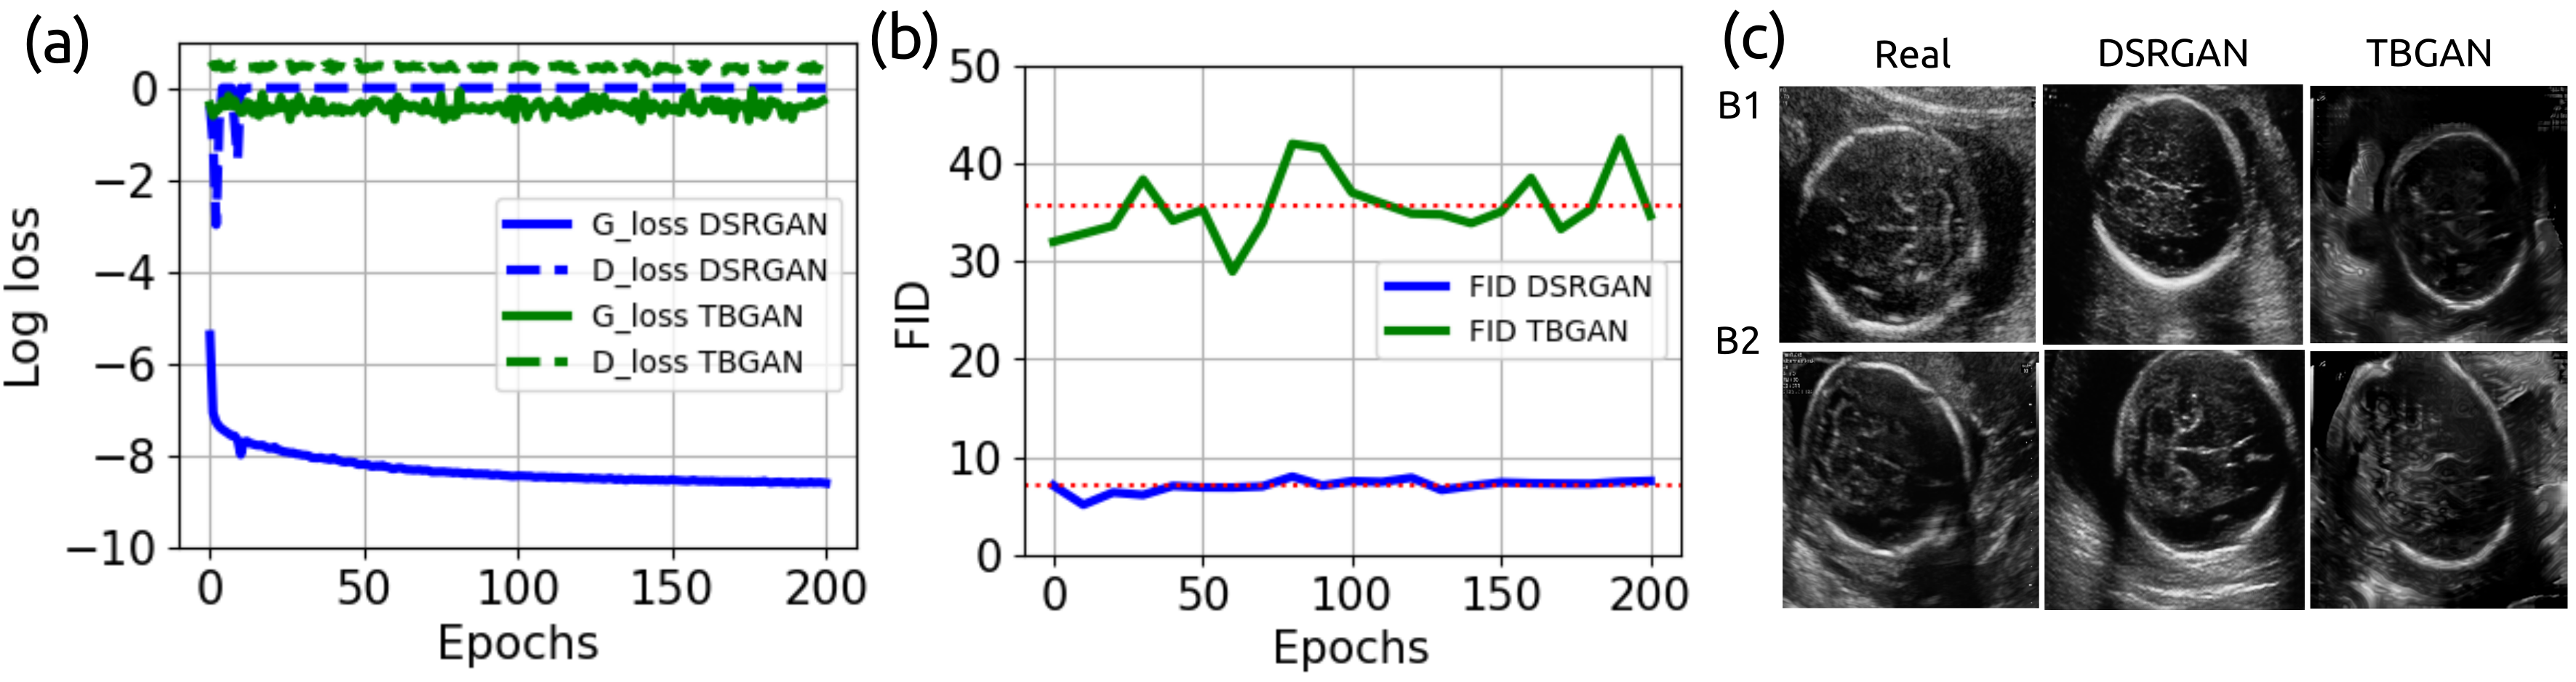 (a)
0
−2
−4
−6
−8
−10
Log loss
G_loss DSRGAN
D_loss DSRGAN
G_loss TBGAN
D_loss TBGAN
0 50 100 150 200
Epochs
(b)
50
40
30
20
10
0
FID
FID DSRGAN
FID TBGAN
0 50 100 150 200
Epochs
(c)
Real DSRGAN TBGAN
B1
B2